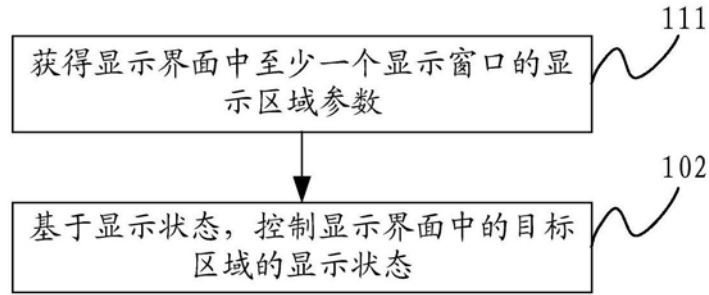 111
获得显示界面中至少一个显示窗口的显
示区域参数
102
基于显示状态，控制显示界面中的目标
区域的显示状态